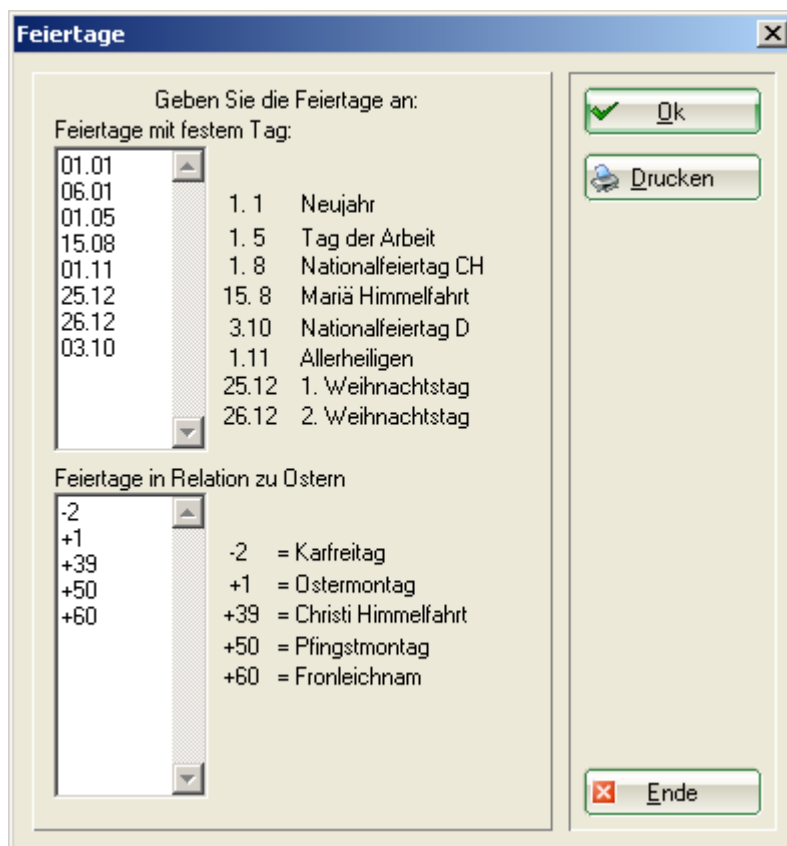 Feiertage
Geben Sie die Feiertage an:
Feiertage mit festem Tag:
01.01
06.01
01.05
15.08
01.11
25.12
26.12
03.10
1. 1 Neujahr
1. 5 Tag der Arbeit
1. 8 Nationalfeiertag CH
15. 8 Mariä Himmelfahrt
3.10 Nationalfeiertag D
1.11 Allerheiligen
25.12 1. Weihnachtstag
26.12 2. Weihnachtstag
Feiertage in Relation zu Ostern
-2
+1
+39
+50
+60
-2 = Karfreitag
+1 = Ostermontag
+39 = Christi Himmelfahrt
+50 = Pfingstmontag
+60 = Fronleichnam
Ok
Drucken
Ende